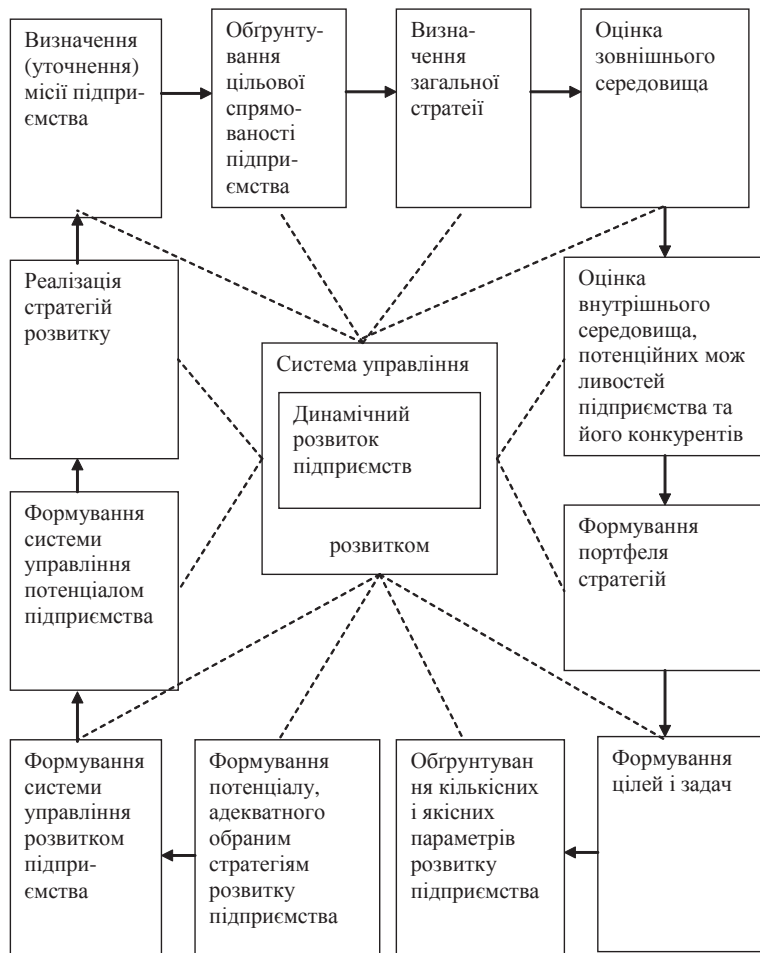 Визначення
(уточнення)
місії підпри-
ємства
Обґрунту-
вання
цільової
спрямо-
ваності
підпри-
ємства
Визна-
чення
загальної
стратеії
Оцінка
зовнішнього
середовища
Реалізація
стратегій
розвитку
Система управління
Динамічний
розвиток
підприємств
розвитком
Оцінка
внутрішнього
середовища,
потенційних мож
ливостей
підприємства та
його конкурентів
Формування
системи
управління
потенціалом
підприємства
Формування
портфеля
стратегій
Формування
системи
управління
розвитком
підпри-
ємства
Формування
потенціалу,
адекватного
обраним
стратегіям
розвитку
підприємства
Обґрунтуван
ня кількісних
і якісних
параметрів
розвитку
підприємства
Формування
цілей і задач